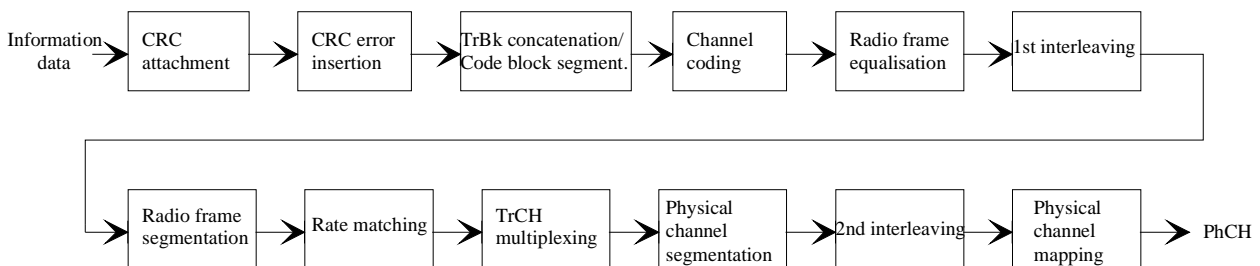 Information
data
CRC
attachment
CRC error
insertion
TrBk concatenation/
Code block segment.
Channel
coding
Radio frame
equalisation
1st interleaving
Radio frame
segmentation
Rate matching
TrCH
multiplexing
Physical
channel
segmentation
2nd interleaving
Physical
channel
mapping
PhCH